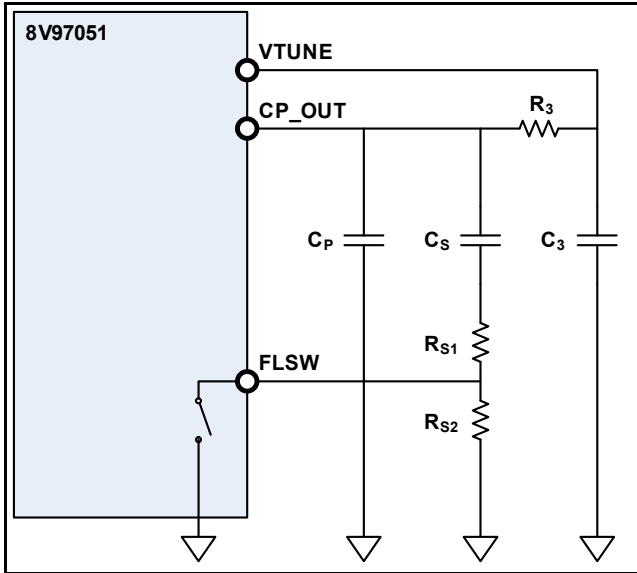 8V97051
VTUNE
CP_OUT
R3
CP
CS
C3
RS1
FLSW
RS2